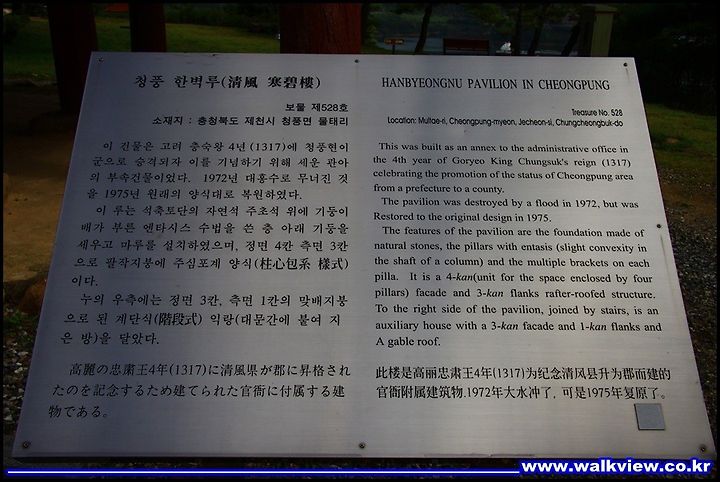 청풍 한벽루(清風 寒碧樓)
보물 제528호
소재지 : 충청북도 제천시 청풍면 물태리
이 건물은 고려 충숙왕 4년(1317)에 청풍현이
군으로 승격되자 이를 기념하기 위해 세운 관아
의 부속건물이었다. 1972년 대홍수로 무너진 것
을 1975년 원래의 양식대로 복원하였다.
이 루는 석축토단의 자연석 주초석 위에 기둥이
배가 부른 엔타시스 수법을 쓴 층 아래 기둥을
세우고 마루를 설치하였으며, 정면 4칸 측면 3칸
으로 팔작지붕에 주심포계 양식(柱心包系 樣式)
이다.
누의 우측에는 정면 3칸, 측면 1칸의 맞배지붕
으로 된 계단식(階段式) 익랑(대문간에 붙여 지
은 방)을 달았다.
高麗の忠粛王4年(1317)に清風県が郡に昇格され
たのを記念するため建てられた官衙に付属する建
物である。
HANBYEONGNU PAVILION IN CHEONGPUNG
Treasure No. 528
Location: Multae-ri, Cheongpung-myeon, Jecheon-si, Chungcheongbuk-do
This was built as an annex to the administrative office in
the 4th year of Goryeo King Chungsuk's reign (1317)
celebrating the promotion of the status of Cheongpung area
from a prefecture to a county.
The pavilion was destroyed by a flood in 1972, but was
Restored to the original design in 1975.
The features of the pavilion are the foundation made of
natural stones, the pillars with entasis (slight convexity in
the shaft of a column) and the multiple brackets on each
pilla. It is a 4-kan(unit for the space enclosed by four
pillars) facade and 3-kan flanks rafter-roofed structure.
To the right side of the pavilion, joined by stairs, is an
auxiliary house with a 3-kan facade and 1-kan flanks and
A gable roof.
此楼是高丽忠肃王4年(1317)为纪念清风县升为郡而建的
官衙附属建筑物.1972年大水冲了, 可是1975年复原了。
www.walkview.co.kr